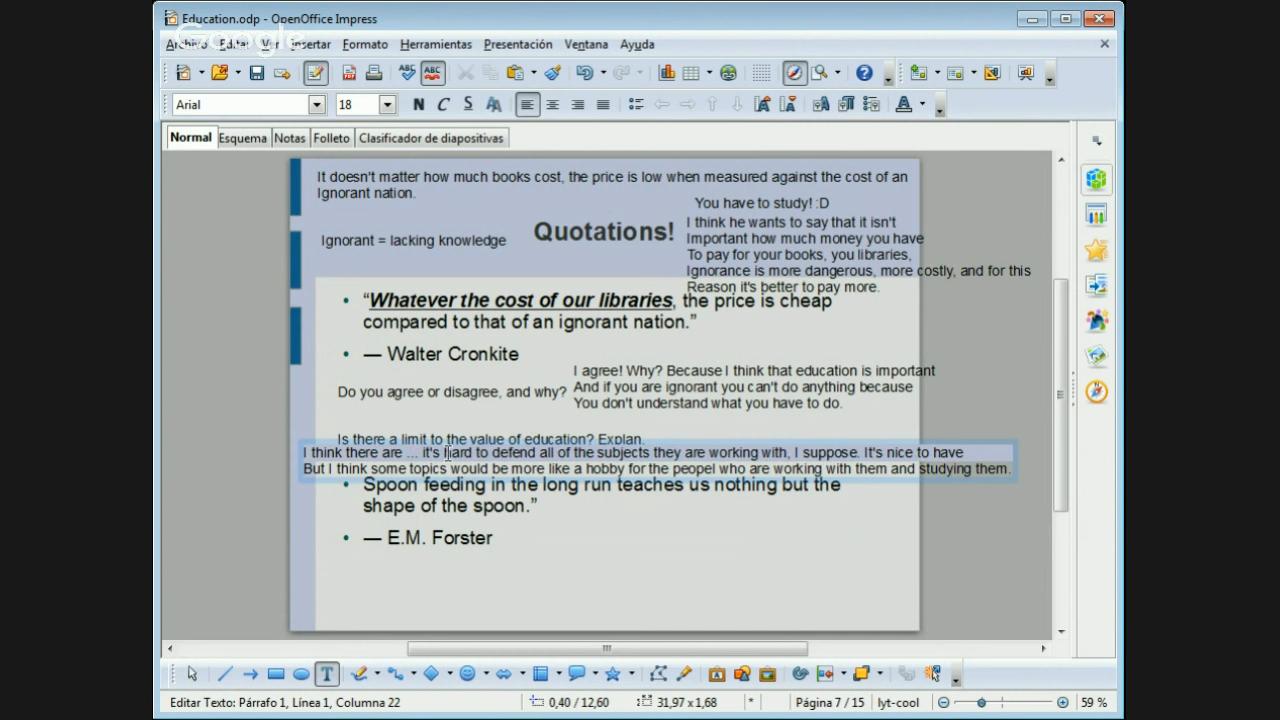 Education.odp - OpenOffice Impress
Google
Archivo Editar Ver Insertar Formato Herramientas Presentación Ventana Ayuda
Arial 18 N C S
Normal Esquema Notas Folleto Clasificador de diapositivas
It doesn't matter how much books cost, the price is low when measured against the cost of an
Ignorant nation.
You have to study! :D
Ignorant = lacking knowledge
Quotations!
I think he wants to say that it isn't
Important how much money you have
To pay for your books, you libraries,
Ignorance is more dangerous, more costly, and for this
Reason it's better to pay more.
• “Whatever the cost of our libraries, the price is cheap
compared to that of an ignorant nation.”
• — Walter Cronkite
Do you agree or disagree, and why?
I agree! Why? Because I think that education is important
And if you are ignorant you can't do anything because
You don't understand what you have to do.
Is there a limit to the value of education? Explan.
I think there are ... it's hard to defend all of the subjects they are working with, I suppose. It's nice to have
But I think some topics would be more like a hobby for the peopel who are working with them and studying them.
• Spoon feeding in the long run teaches us nothing but the
shape of the spoon.”
• — E.M. Forster
Editar Texto: Párrafo 1, Línea 1, Columna 22 0,40 / 12,60 31,97 x 1,68 * Página 7 / 15 lyt-cool 59 %